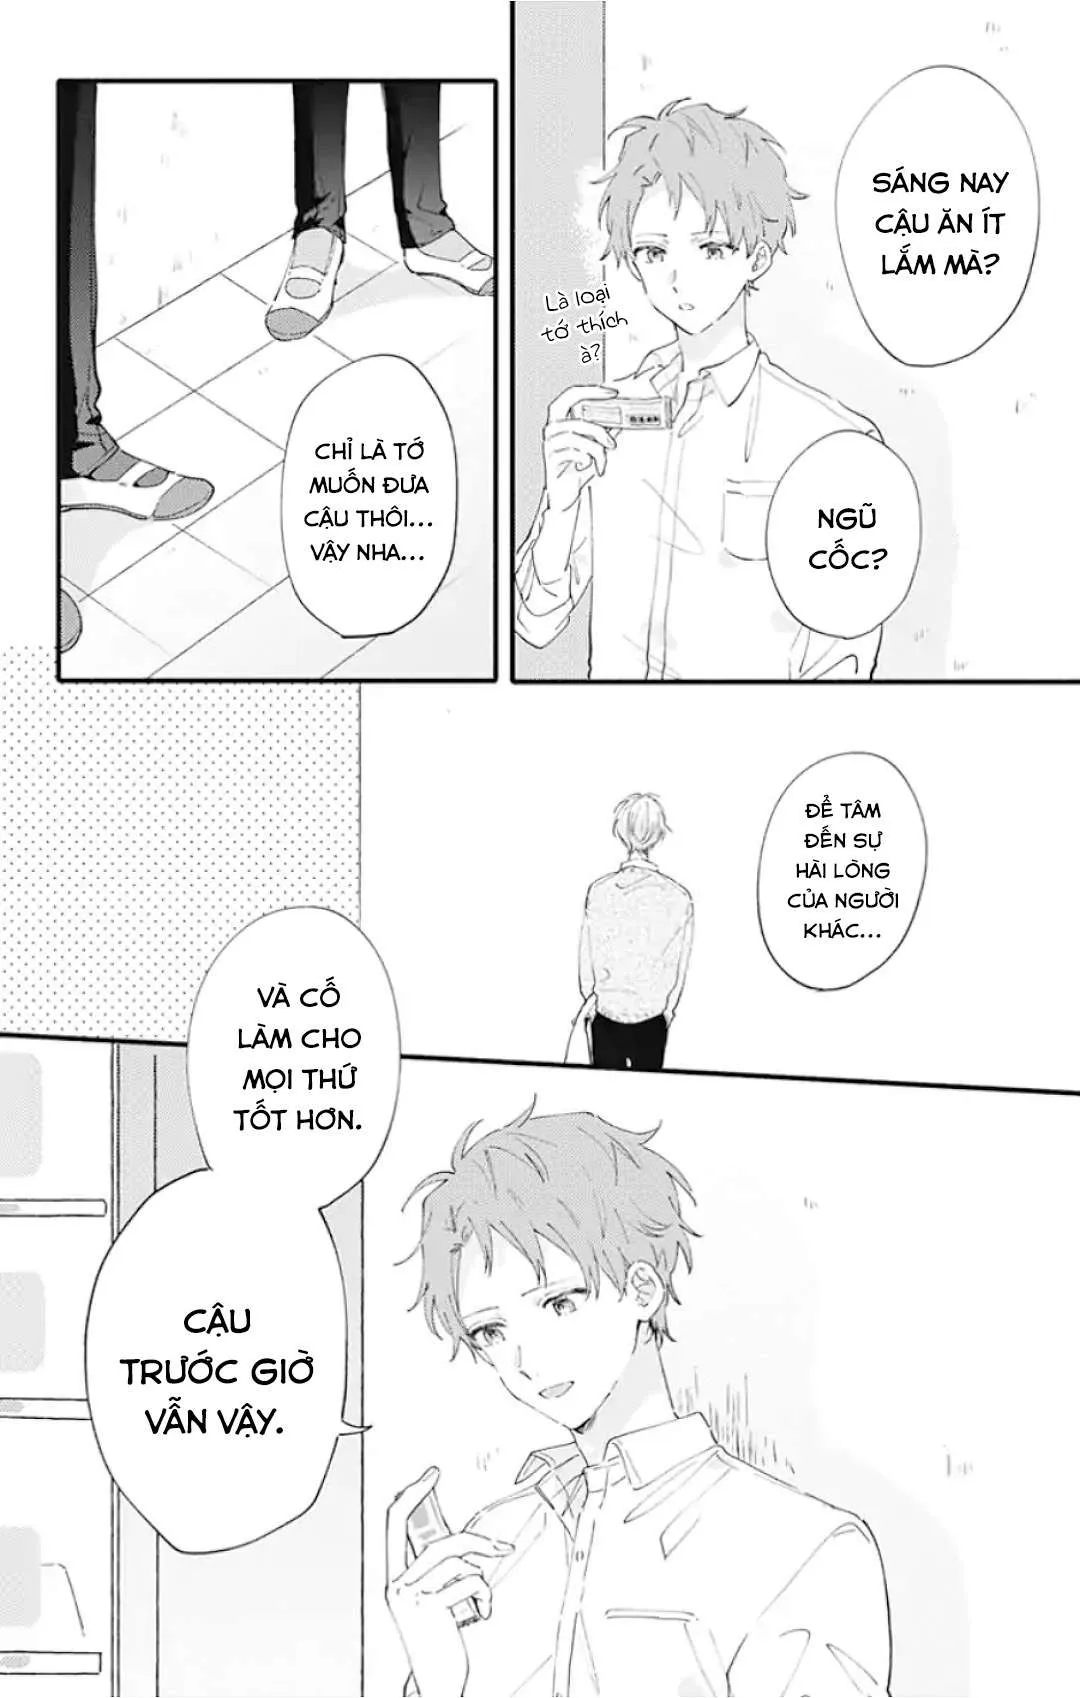 SÁNG NAY
CẬU ĂN ÍT
LẮM MÀ?
Là loại
tớ thích
à?
NGŨ
CỐC?
CHỈ LÀ TỚ
MUỐN ĐƯA
CẬU THÔI...
VẬY NHA...
ĐỂ TÂM
ĐẾN SỰ
HÀI LÒNG
CỦA NGƯỜI
KHÁC...
VÀ CỐ
LÀM CHO
MỌI THỨ
TỐT HƠN.
CẬU
TRƯỚC GIỜ
VẪN VẬY.